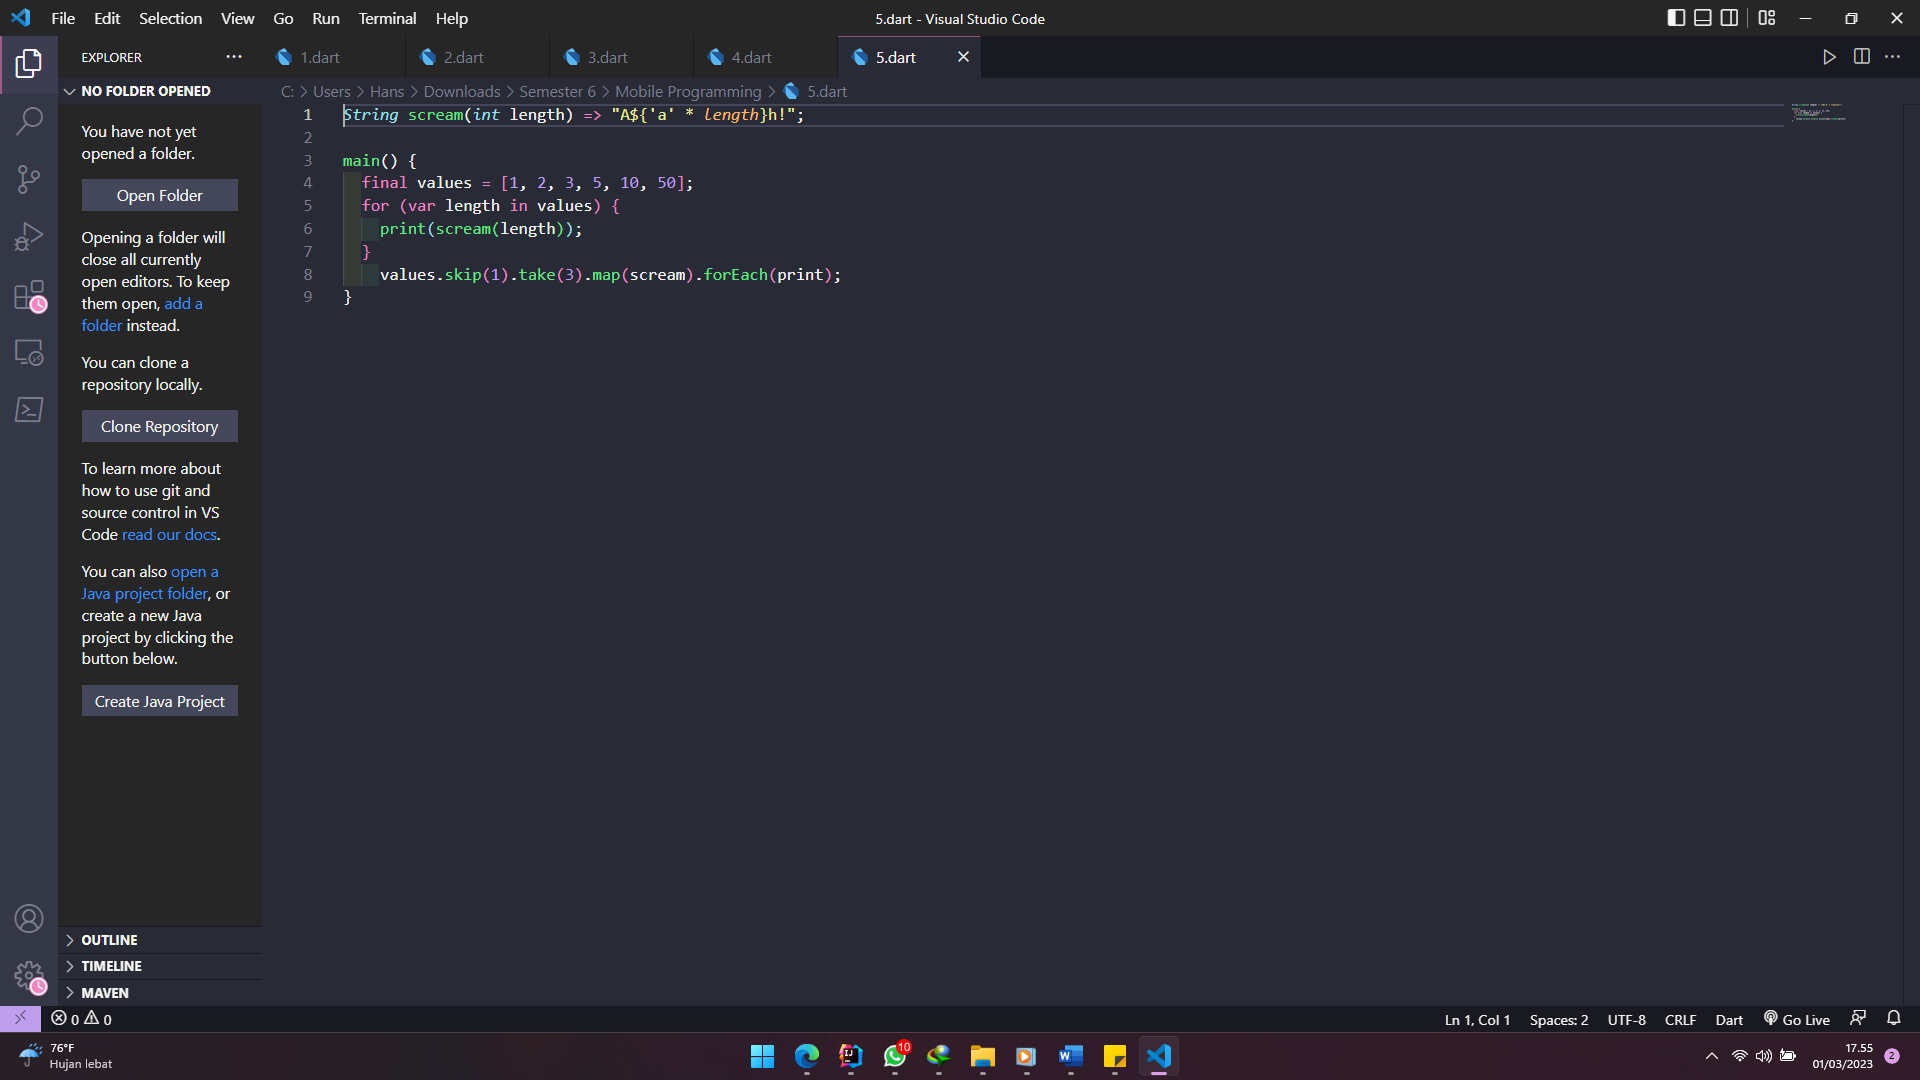 File Edit Selection View Go Run Terminal Help
5.dart - Visual Studio Code
EXPLORER
1.dart
2.dart
3.dart
4.dart
5.dart
NO FOLDER OPENED
C: > Users > Hans > Downloads > Semester 6 > Mobile Programming > 5.dart
You have not yet
opened a folder.
Open Folder
Opening a folder will
close all currently
open editors. To keep
them open, add a
folder instead.
You can clone a
repository locally.
Clone Repository
To learn more about
how to use git and
source control in VS
Code read our docs.
You can also open a
Java project folder, or
create a new Java
project by clicking the
button below.
Create Java Project
OUTLINE
TIMELINE
MAVEN
1 String scream(int length) => "A${'a' * length}h!";
2
3 main() {
4   final values = [1, 2, 3, 5, 10, 50];
5   for (var length in values) {
6     print(scream(length));
7   }
8     values.skip(1).take(3).map(scream).forEach(print);
9 }
0 0
Ln 1, Col 1 Spaces: 2 UTF-8 CRLF Dart Go Live
76°F
Hujan lebat
10
17.55
01/03/2023
2